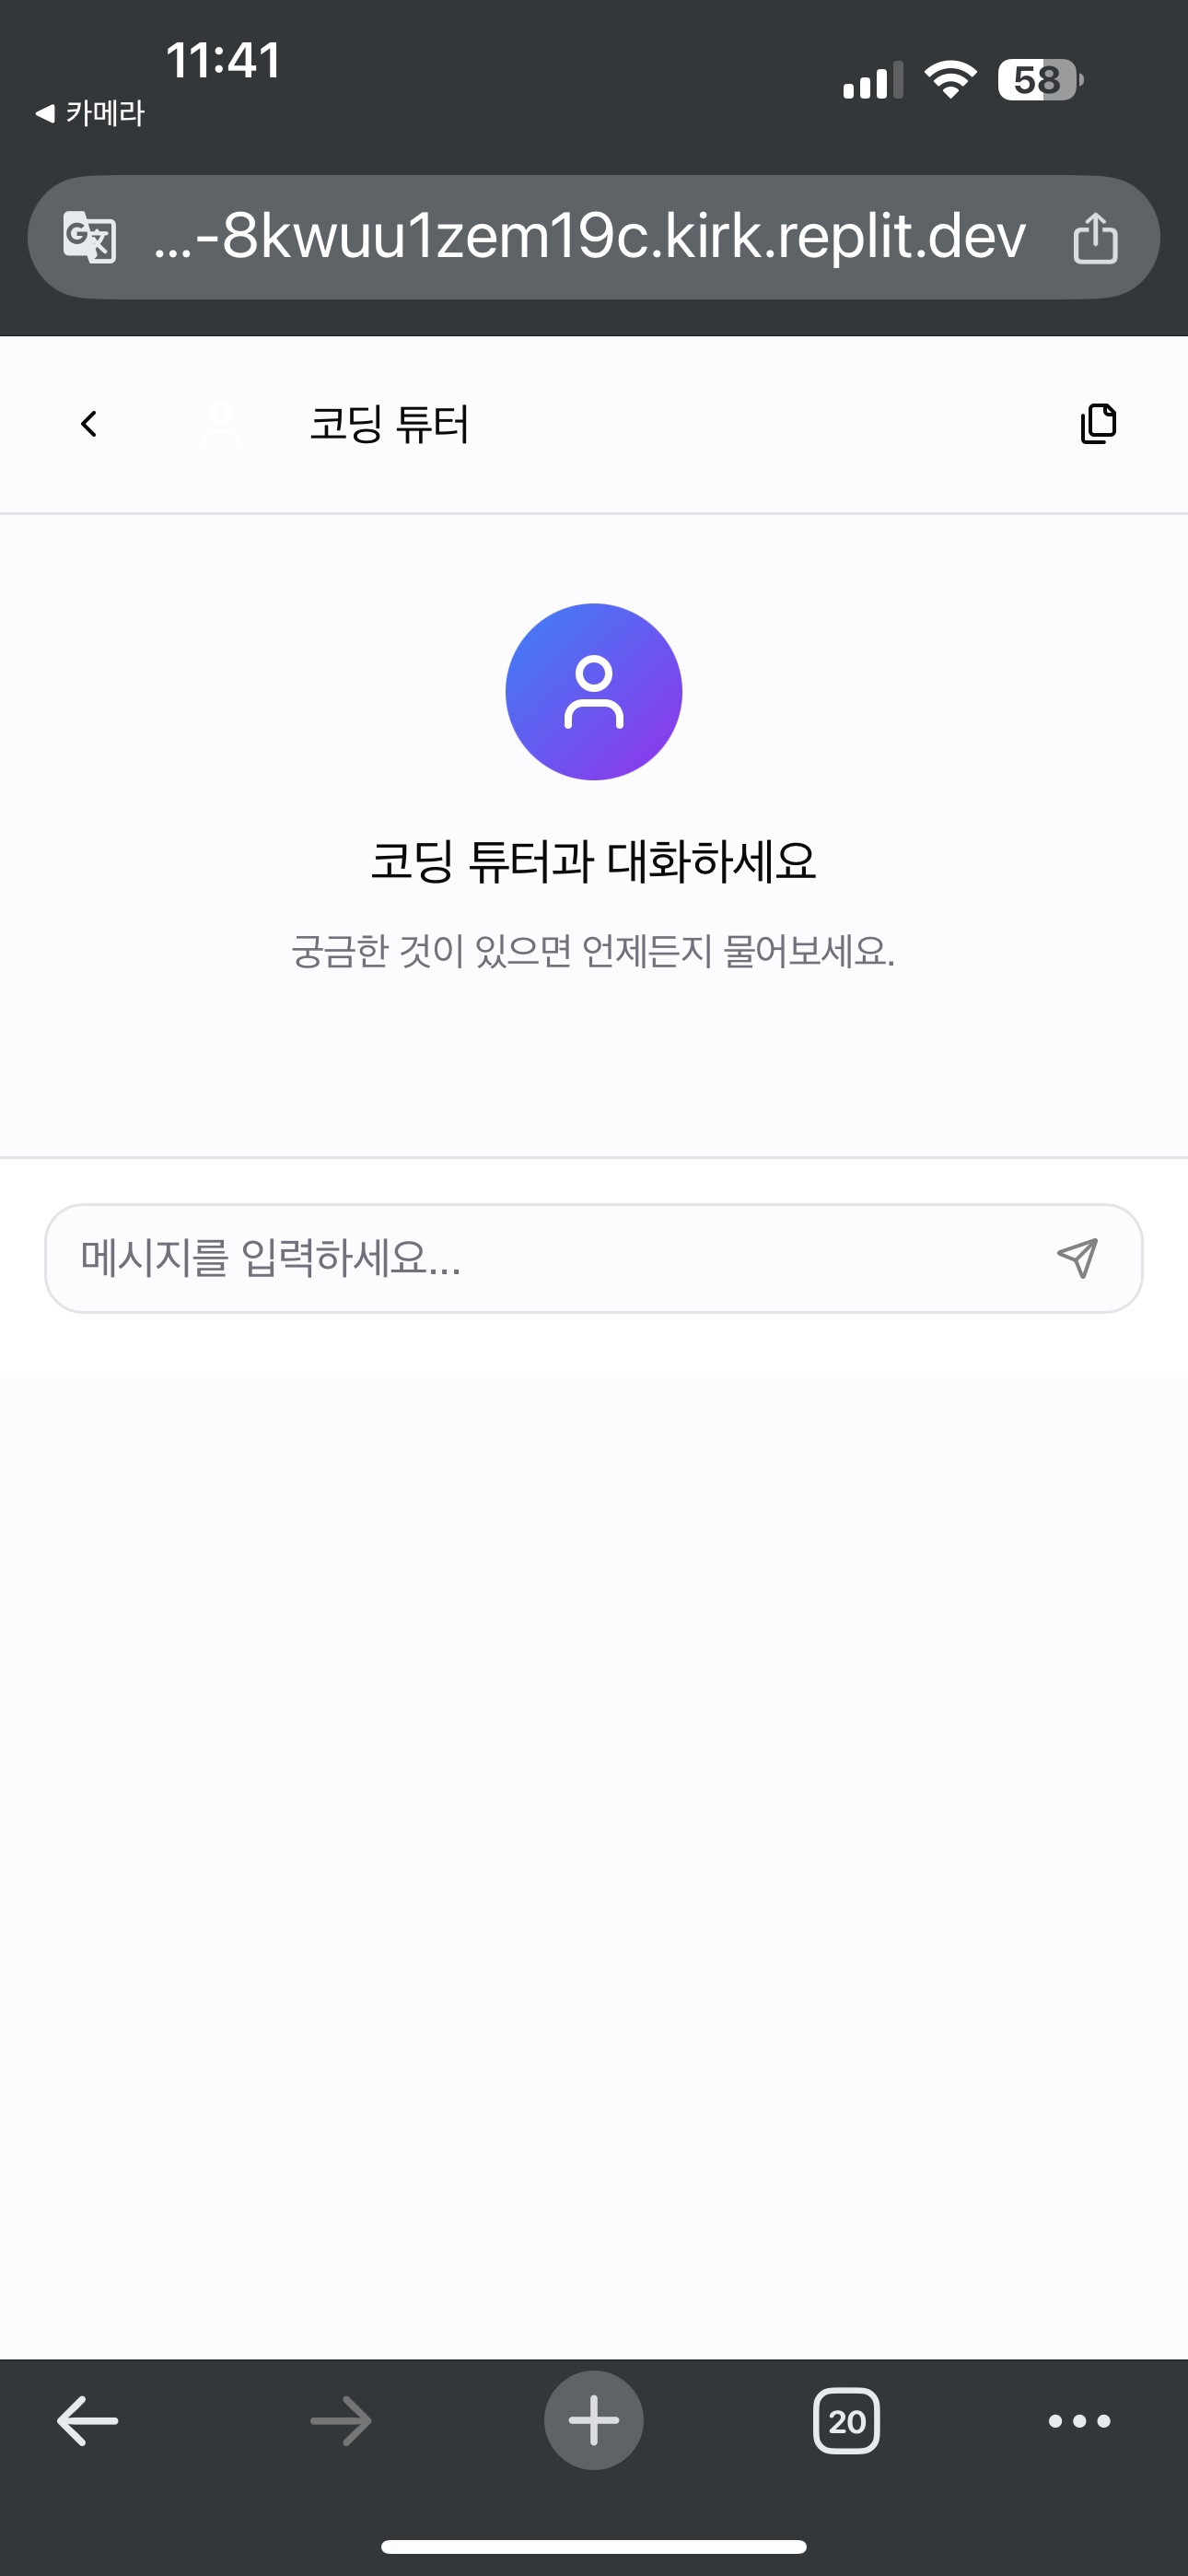 11:41
카메라
58
...-8kwuu1zem19c.kirk.replit.dev
코딩 튜터
코딩 튜터과 대화하세요
궁금한 것이 있으면 언제든지 물어보세요.
메시지를 입력하세요...
20